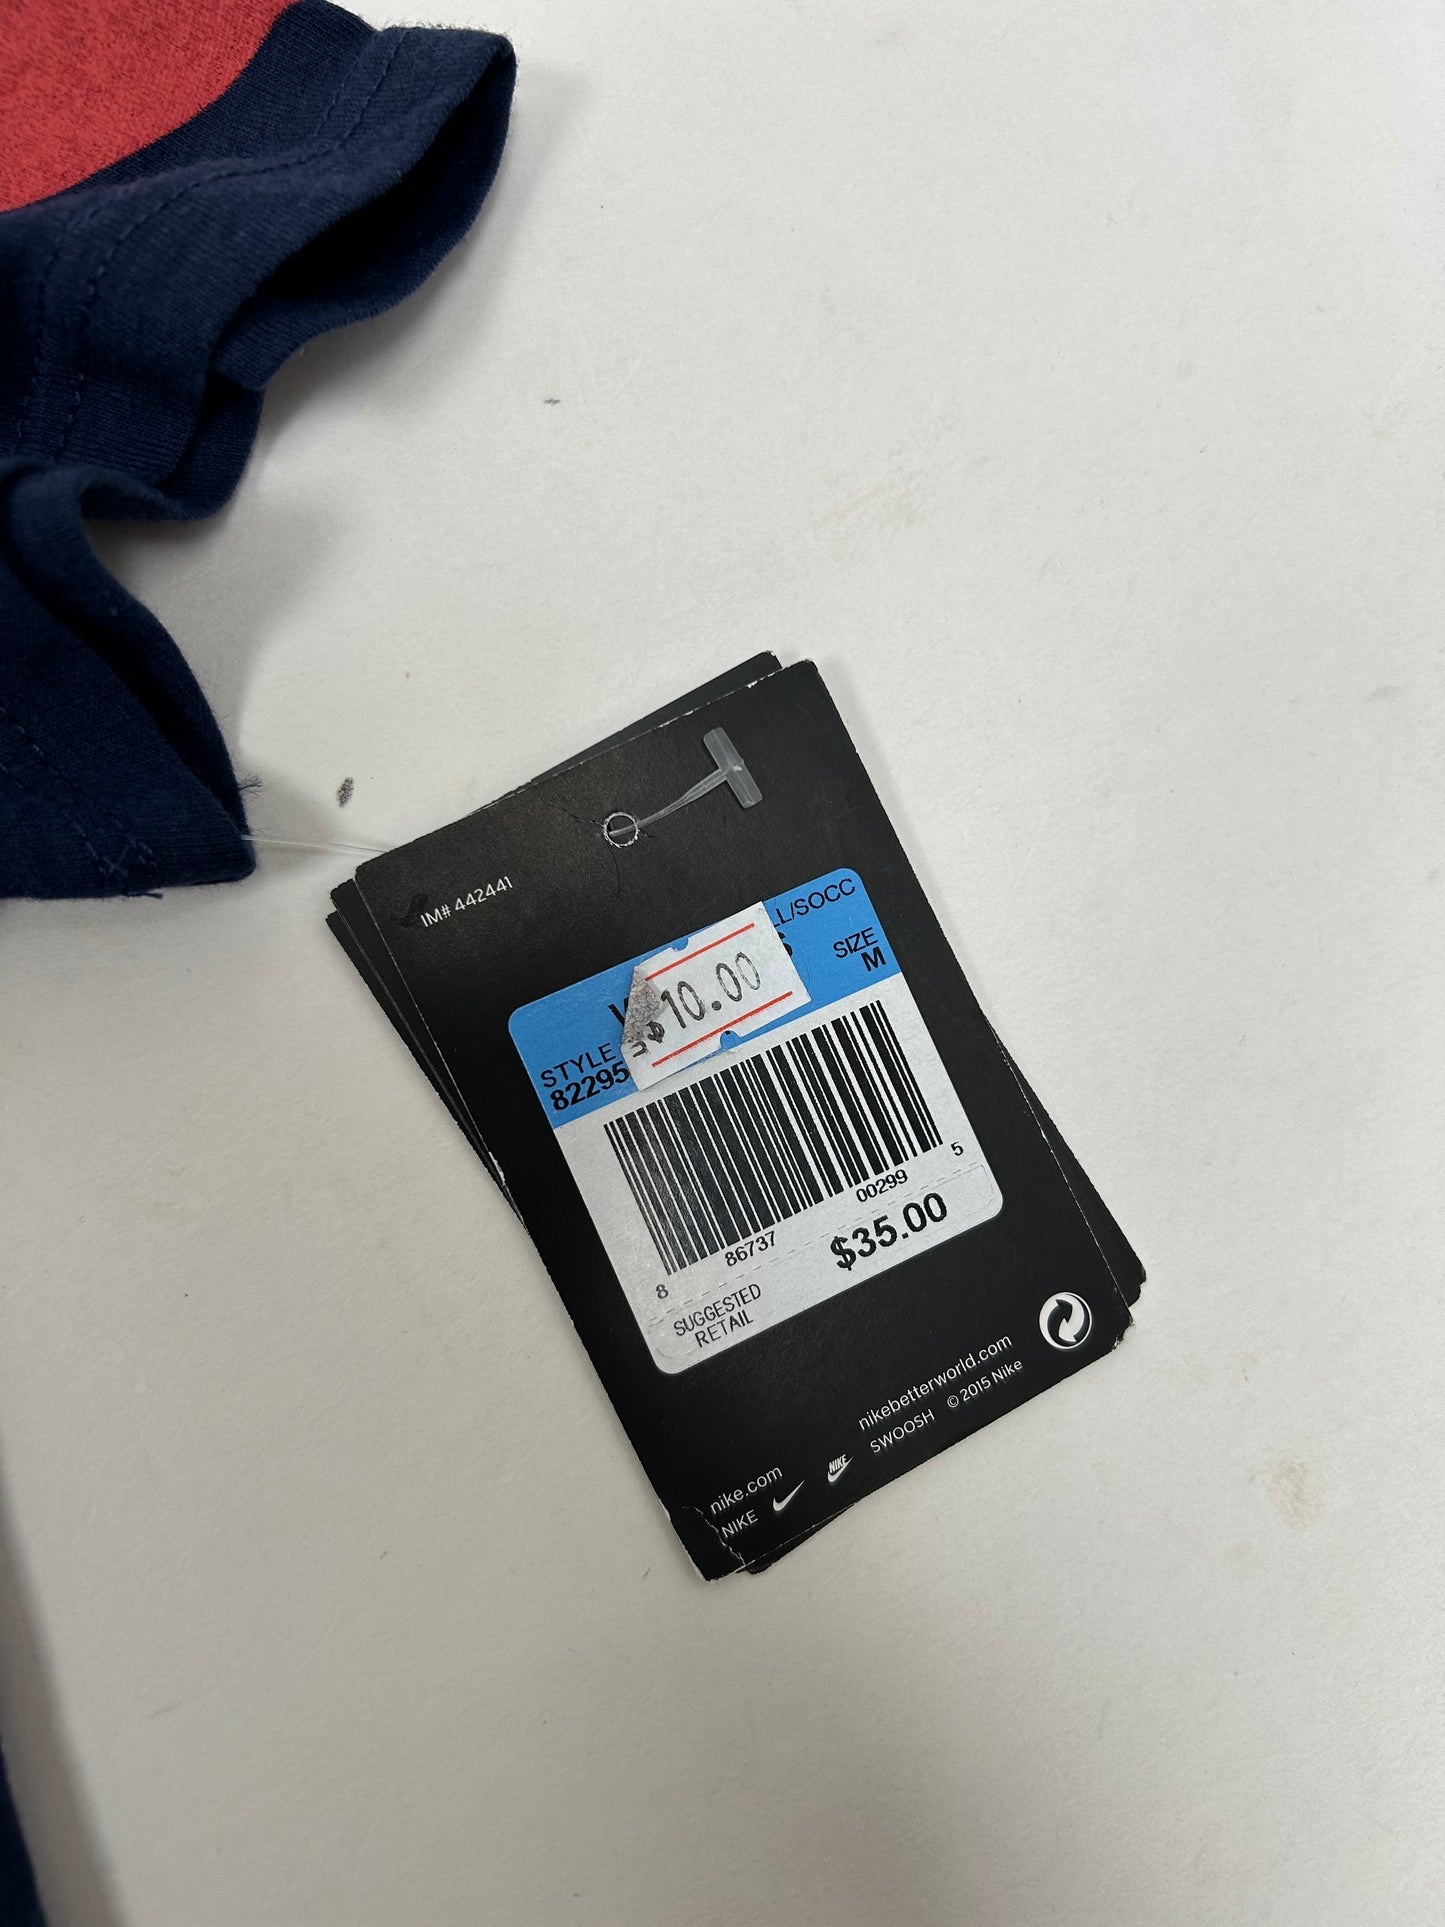 IM# 442441
LL/SOCC
SIZE
M
$10.00
STYLE
82295
8 86737 00299 5
SUGGESTED
RETAIL
$35.00
nikebetterworld.com
SWOOSH © 2015 Nike
nike.com
NIKE
NIKE